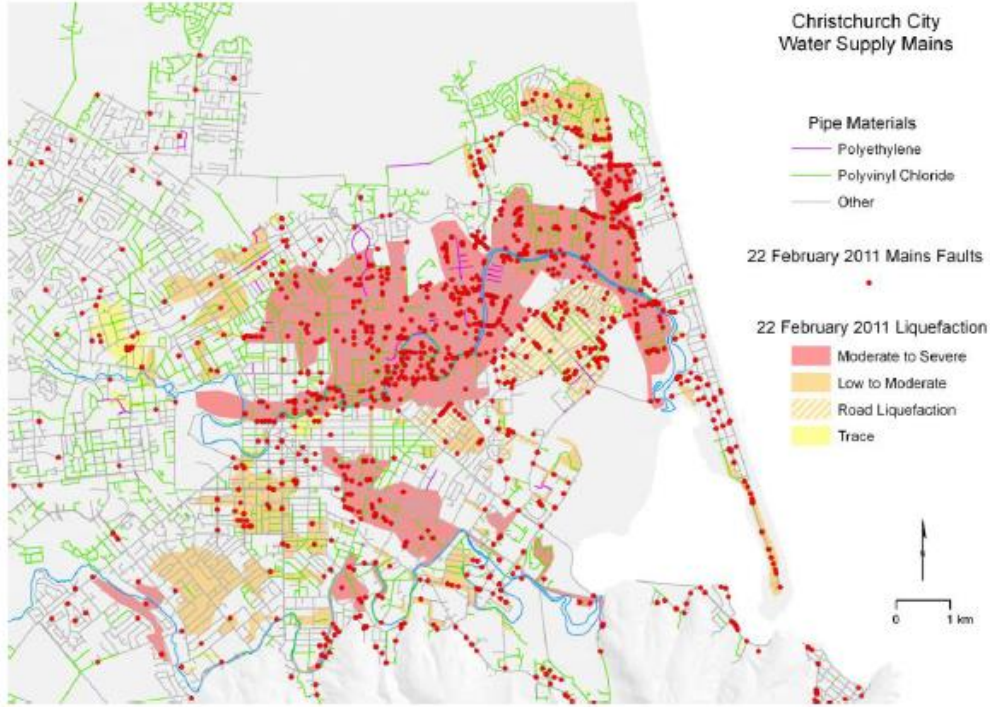 Christchurch City
Water Supply Mains
Pipe Materials
Polyethylene
Polyvinyl Chloride
Other
22 February 2011 Mains Faults
22 February 2011 Liquefaction
Moderate to Severe
Low to Moderate
Road Liquefaction
Trace
0 1 km